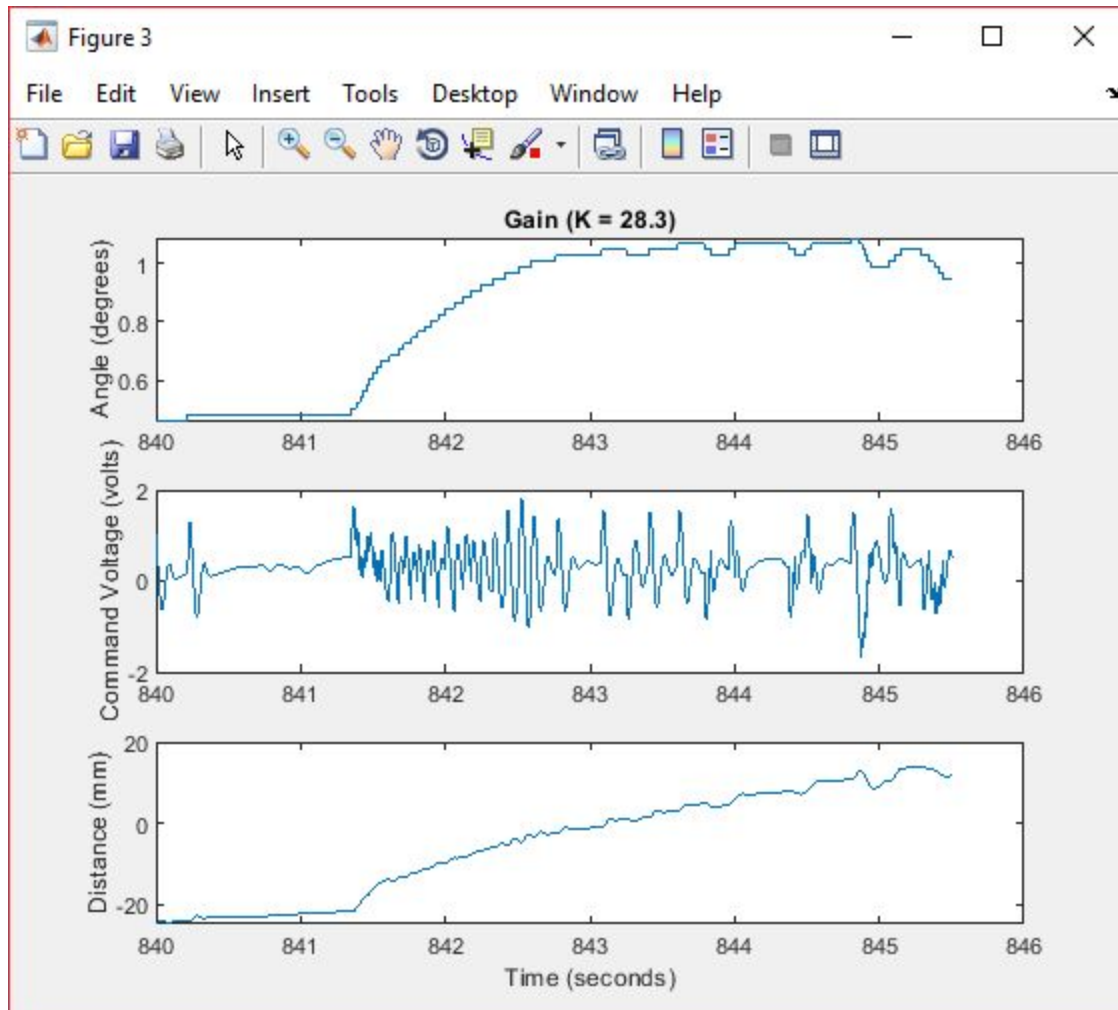 Figure 3
File Edit View Insert Tools Desktop Window Help
Gain (K = 28.3)
Angle (degrees)
1
0.8
0.6
840 841 842 843 844 845 846
Command Voltage (volts)
2
0
-2
840 841 842 843 844 845 846
Distance (mm)
20
0
-20
840 841 842 843 844 845 846
Time (seconds)